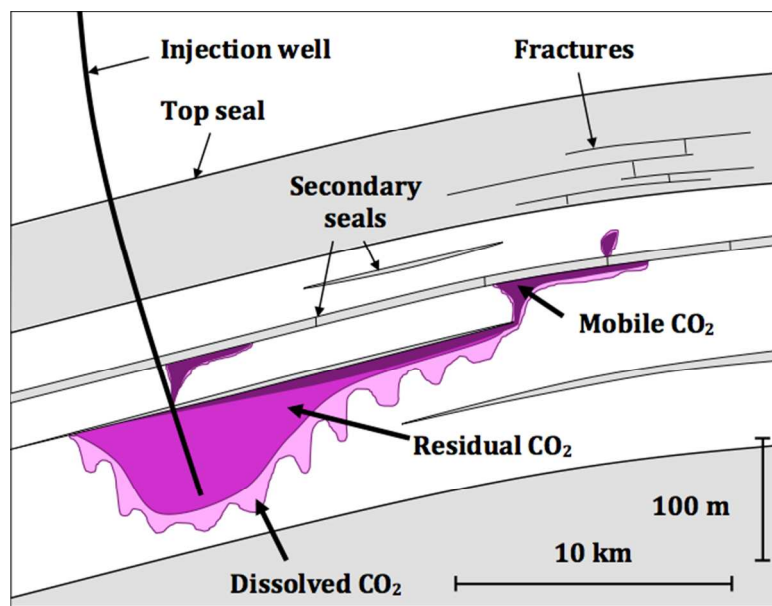 Injection well
Fractures
Top seal
Secondary
seals
Mobile CO₂
Residual CO₂
100 m
10 km
Dissolved CO₂